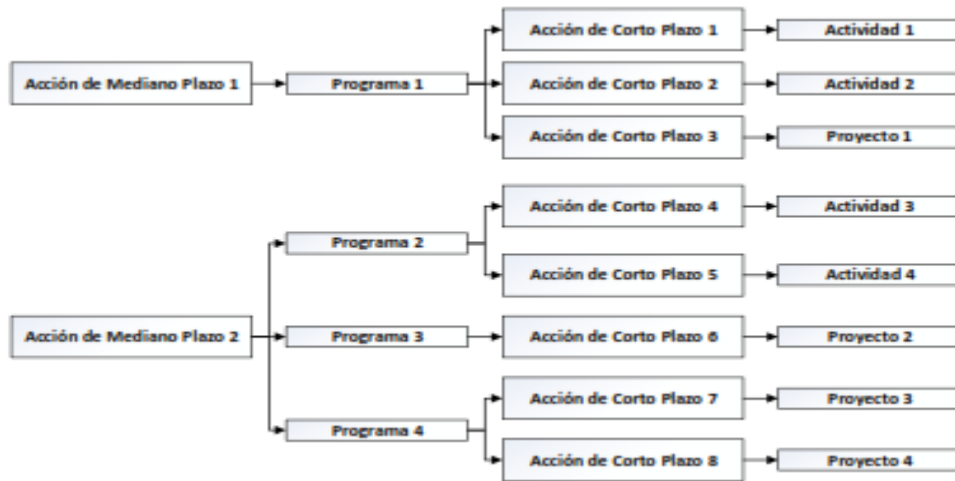 Acción de Corto Plazo 1
Actividad 1
Acción de Mediano Plazo 1
Programa 1
Acción de Corto Plazo 2
Actividad 2
Acción de Corto Plazo 3
Proyecto 1
Acción de Corto Plazo 4
Actividad 3
Programa 2
Acción de Corto Plazo 5
Actividad 4
Acción de Mediano Plazo 2
Programa 3
Acción de Corto Plazo 6
Proyecto 2
Acción de Corto Plazo 7
Proyecto 3
Programa 4
Acción de Corto Plazo 8
Proyecto 4